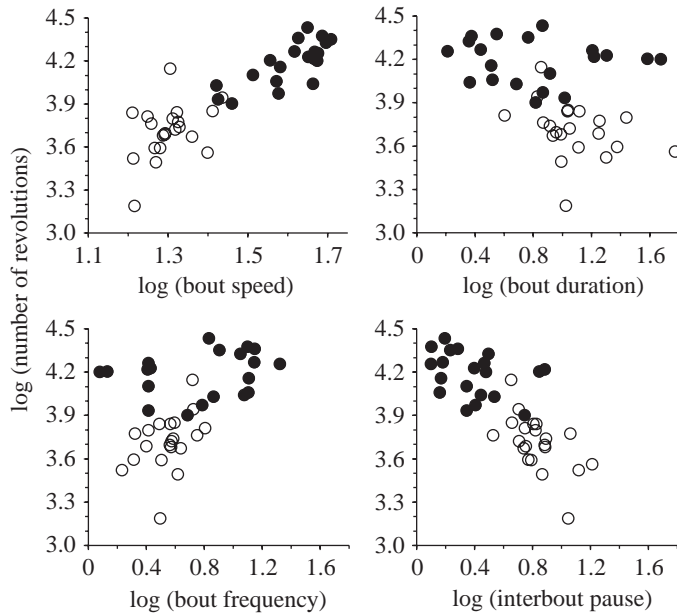 log (number of revolutions)
4.5
4.2
3.9
3.6
3.3
3.0
1.1 1.3 1.5 1.7
log (bout speed)
4.5
4.2
3.9
3.6
3.3
3.0
0 0.4 0.8 1.2 1.6
log (bout duration)
4.5
4.2
3.9
3.6
3.3
3.0
0 0.4 0.8 1.2 1.6
log (bout frequency)
4.5
4.2
3.9
3.6
3.3
3.0
0 0.4 0.8 1.2 1.6
log (interbout pause)